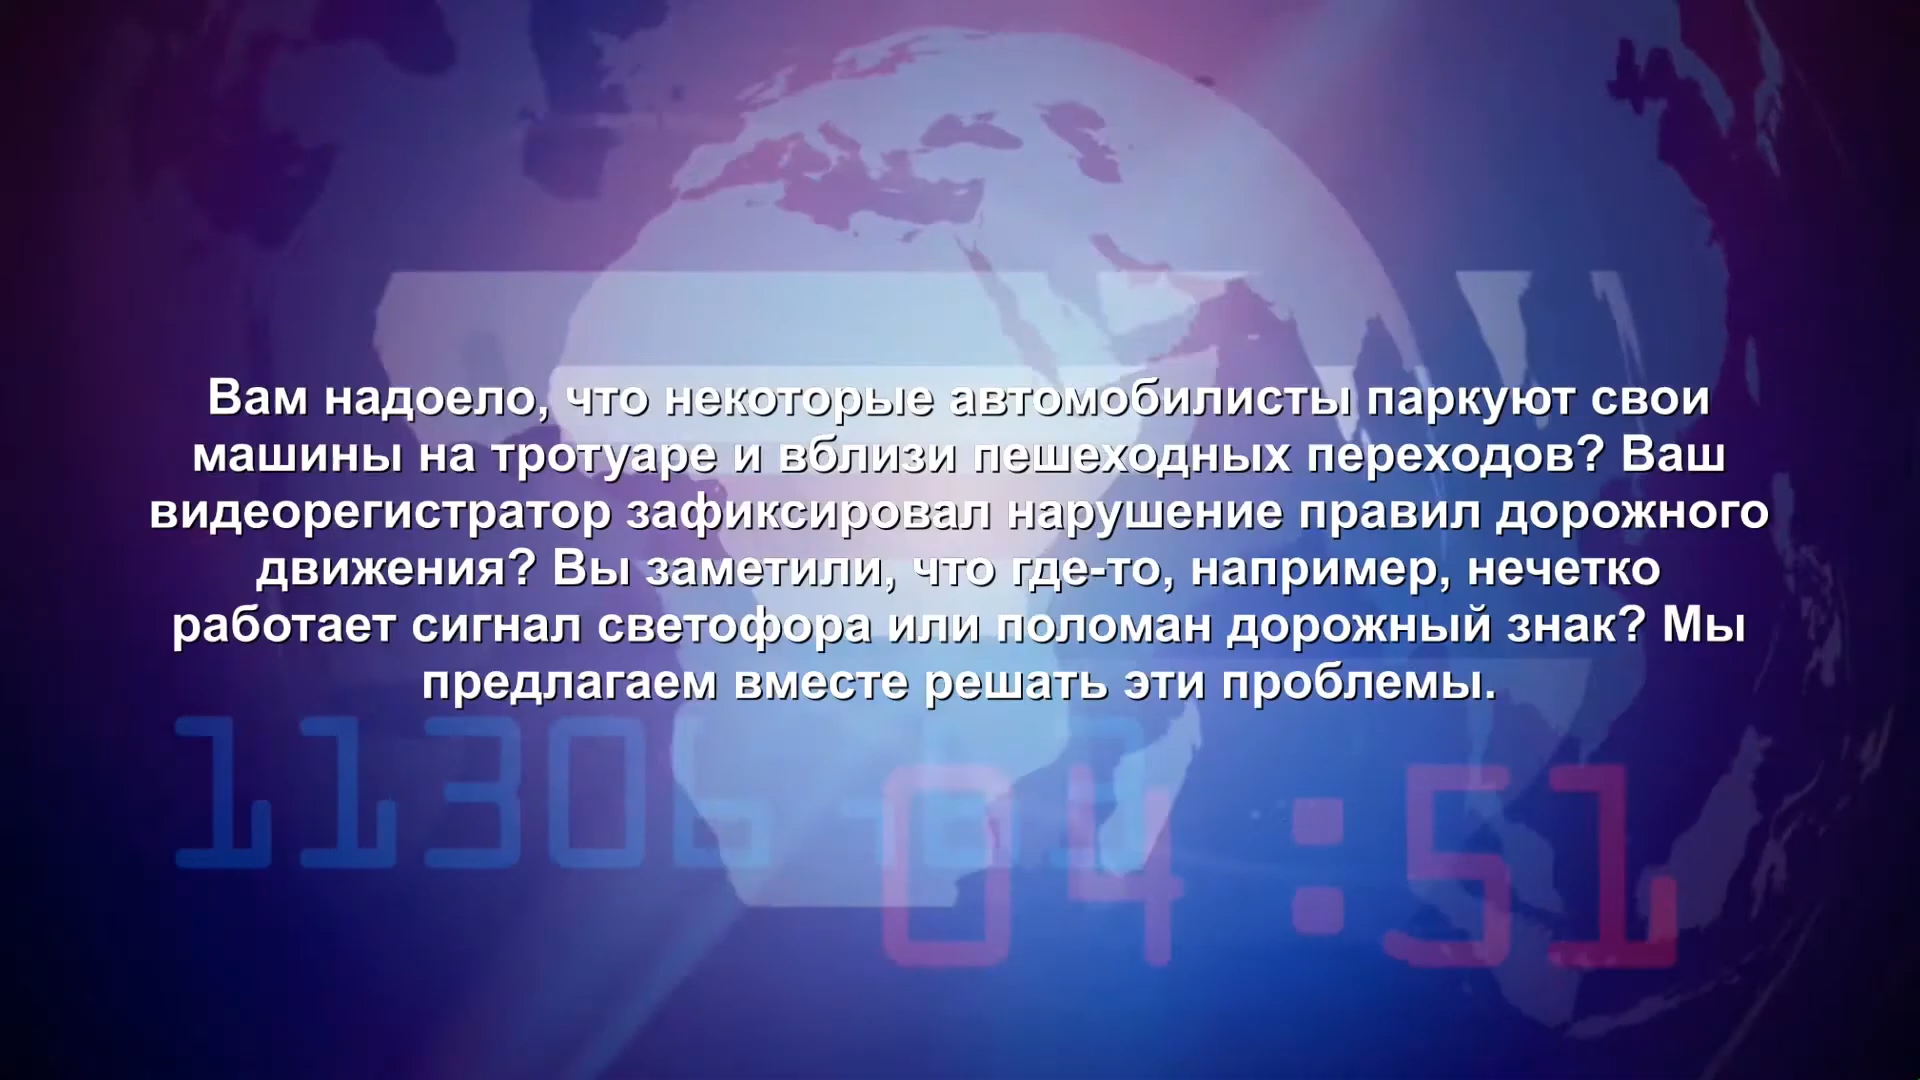 Вам надоело, что некоторые автомобилисты паркуют свои
машины на тротуаре и вблизи пешеходных переходов? Ваш
видеорегистратор зафиксировал нарушение правил дорожного
движения? Вы заметили, что где-то, например, нечетко
работает сигнал светофора или поломан дорожный знак? Мы
предлагаем вместе решать эти проблемы.
04:51